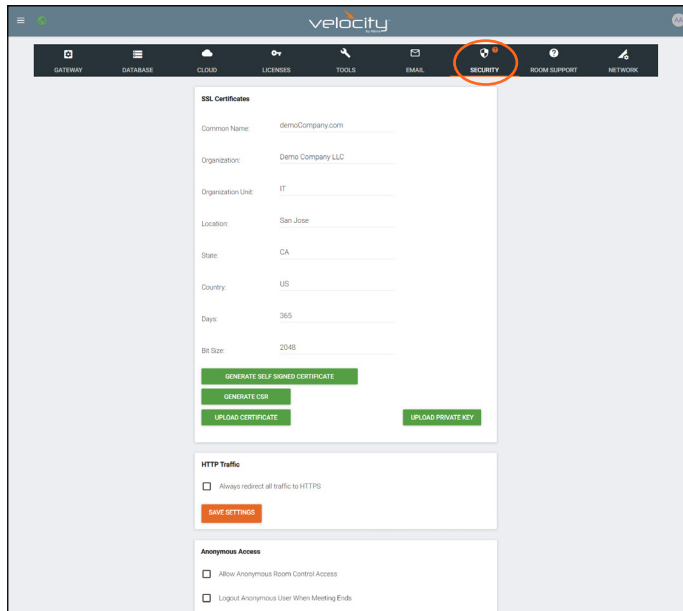 velocity
by Atlona
AA
GATEWAY DATABASE CLOUD LICENSES TOOLS EMAIL SECURITY ROOM SUPPORT NETWORK
SSL Certificates
Common Name: demoCompany.com
Organization: Demo Company LLC
Organization Unit: IT
Location: San Jose
State: CA
Country: US
Days: 365
Bit Size: 2048
GENERATE SELF SIGNED CERTIFICATE
GENERATE CSR
UPLOAD CERTIFICATE UPLOAD PRIVATE KEY
HTTP Traffic
Always redirect all traffic to HTTPS
SAVE SETTINGS
Anonymous Access
Allow Anonymous Room Control Access
Logout Anonymous User When Meeting Ends